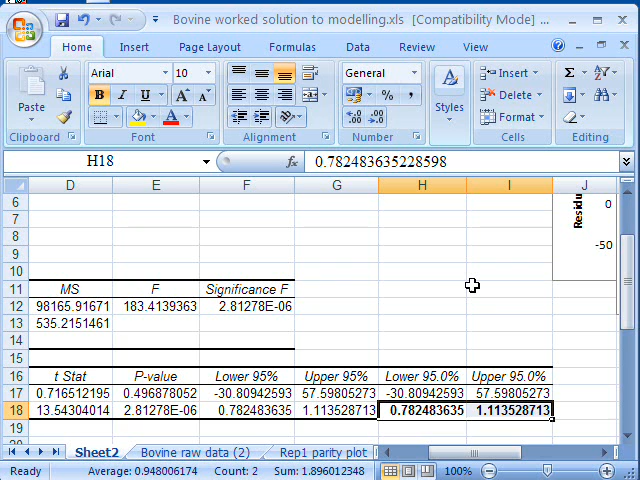 Bovine worked solution to modelling.xls [Compatibility Mode] ...
Home Insert Page Layout Formulas Data Review View
Paste
Arial 10
B I U A A
General
$ % ,
Styles
Insert
Delete
Format
Σ
Clipboard Font Alignment Number Cells Editing
H18 fx 0.782483635228598
D E F G H I J
6 0
7
8
Residu
9 -50
10
11 MS F Significance F
12 98165.91671 183.4139363 2.81278E-06
13 535.2151461
14
15
16 t Stat P-value Lower 95% Upper 95% Lower 95.0% Upper 95.0%
17 0.716512195 0.496878052 -30.80942593 57.59805273 -30.80942593 57.59805273
18 13.54304014 2.81278E-06 0.782483635 1.113528713 0.782483635 1.113528713
19
Sheet2 Bovine raw data (2) Rep1 parity plot
Ready Average: 0.948006174 Count: 2 Sum: 1.896012348 100%